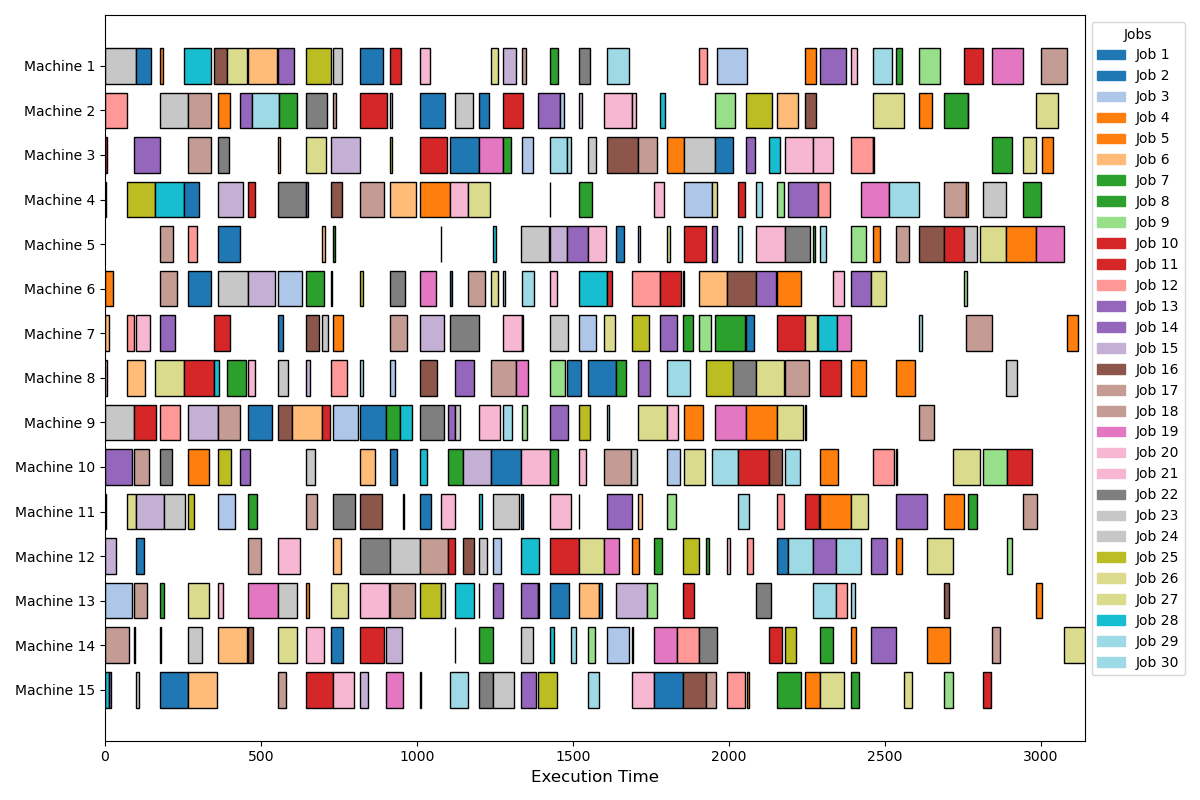 Machine 1
Machine 2
Machine 3
Machine 4
Machine 5
Machine 6
Machine 7
Machine 8
Machine 9
Machine 10
Machine 11
Machine 12
Machine 13
Machine 14
Machine 15
0 500 1000 1500 2000 2500 3000
Execution Time
Jobs
Job 1
Job 2
Job 3
Job 4
Job 5
Job 6
Job 7
Job 8
Job 9
Job 10
Job 11
Job 12
Job 13
Job 14
Job 15
Job 16
Job 17
Job 18
Job 19
Job 20
Job 21
Job 22
Job 23
Job 24
Job 25
Job 26
Job 27
Job 28
Job 29
Job 30